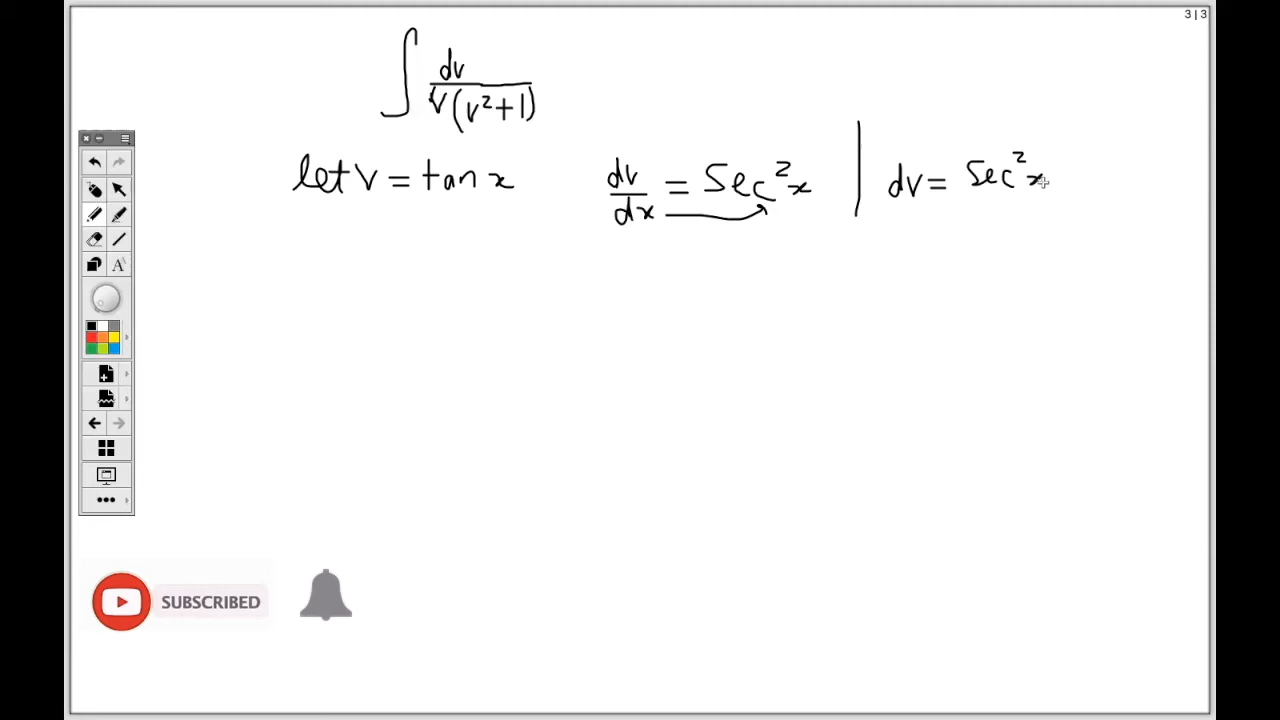 3 | 3
∫ dv / v(v²+1)
let v = tan x    dv/dx = sec²x | dv = sec²x
A
SUBSCRIBED